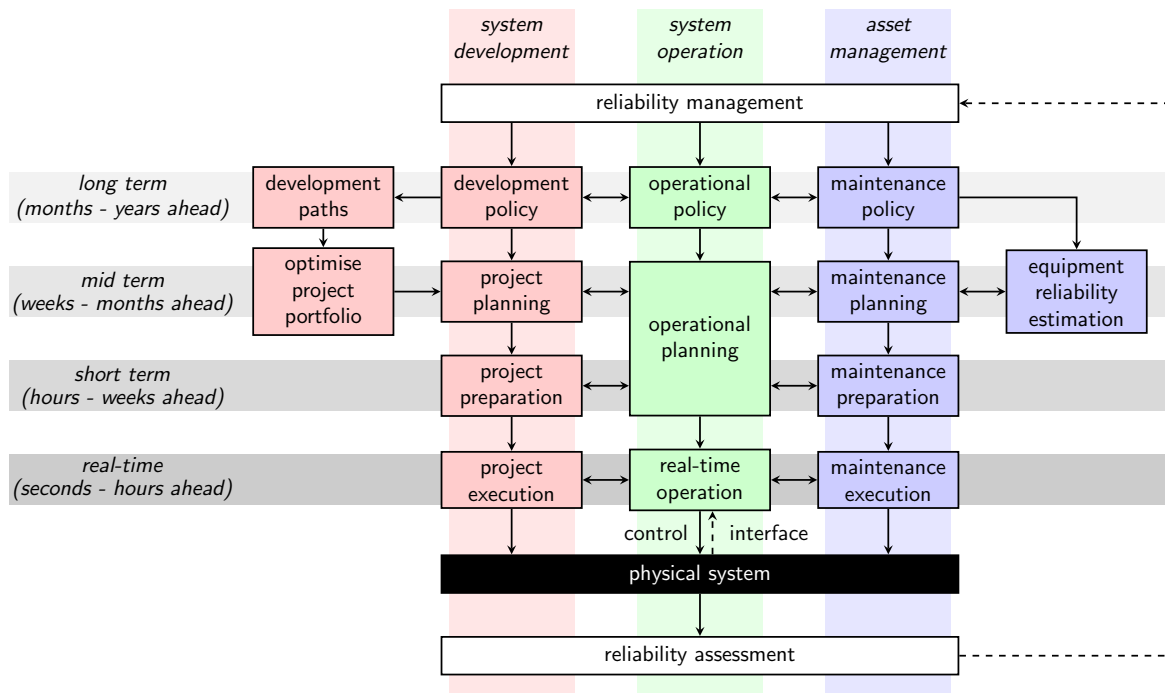 system
development
system
operation
asset
management
reliability management
long term
(months - years ahead)
development
paths
development
policy
operational
policy
maintenance
policy
mid term
(weeks - months ahead)
optimise
project
portfolio
project
planning
operational
planning
maintenance
planning
equipment
reliability
estimation
short term
(hours - weeks ahead)
project
preparation
maintenance
preparation
real-time
(seconds - hours ahead)
project
execution
real-time
operation
maintenance
execution
control
interface
physical system
reliability assessment